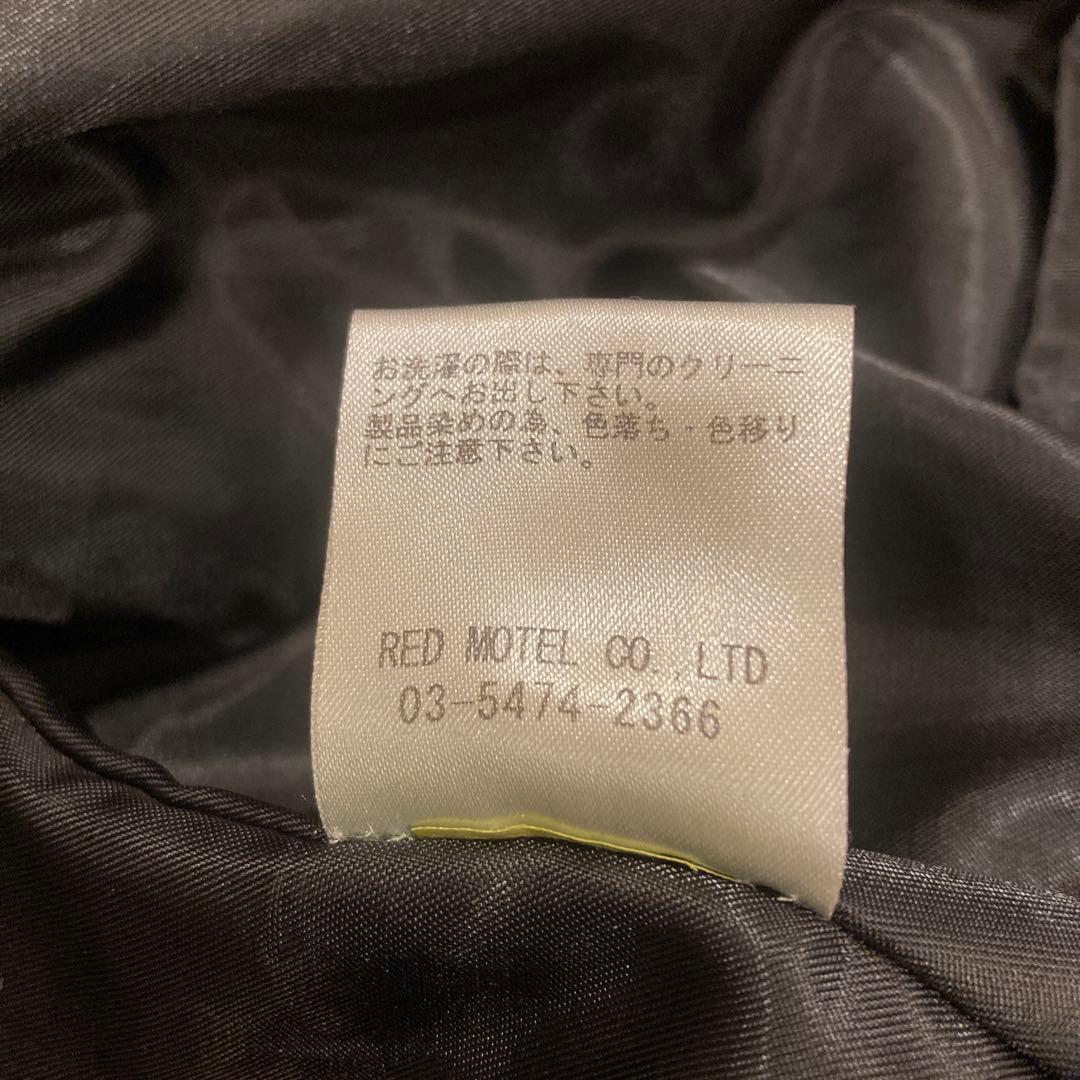 お洗濯の際は、専門のクリーニ
ングへお出し下さい。
製品染めの為、色落ち・色移り
にご注意下さい。
RED MOTEL CO.,LTD
03-5474-2366